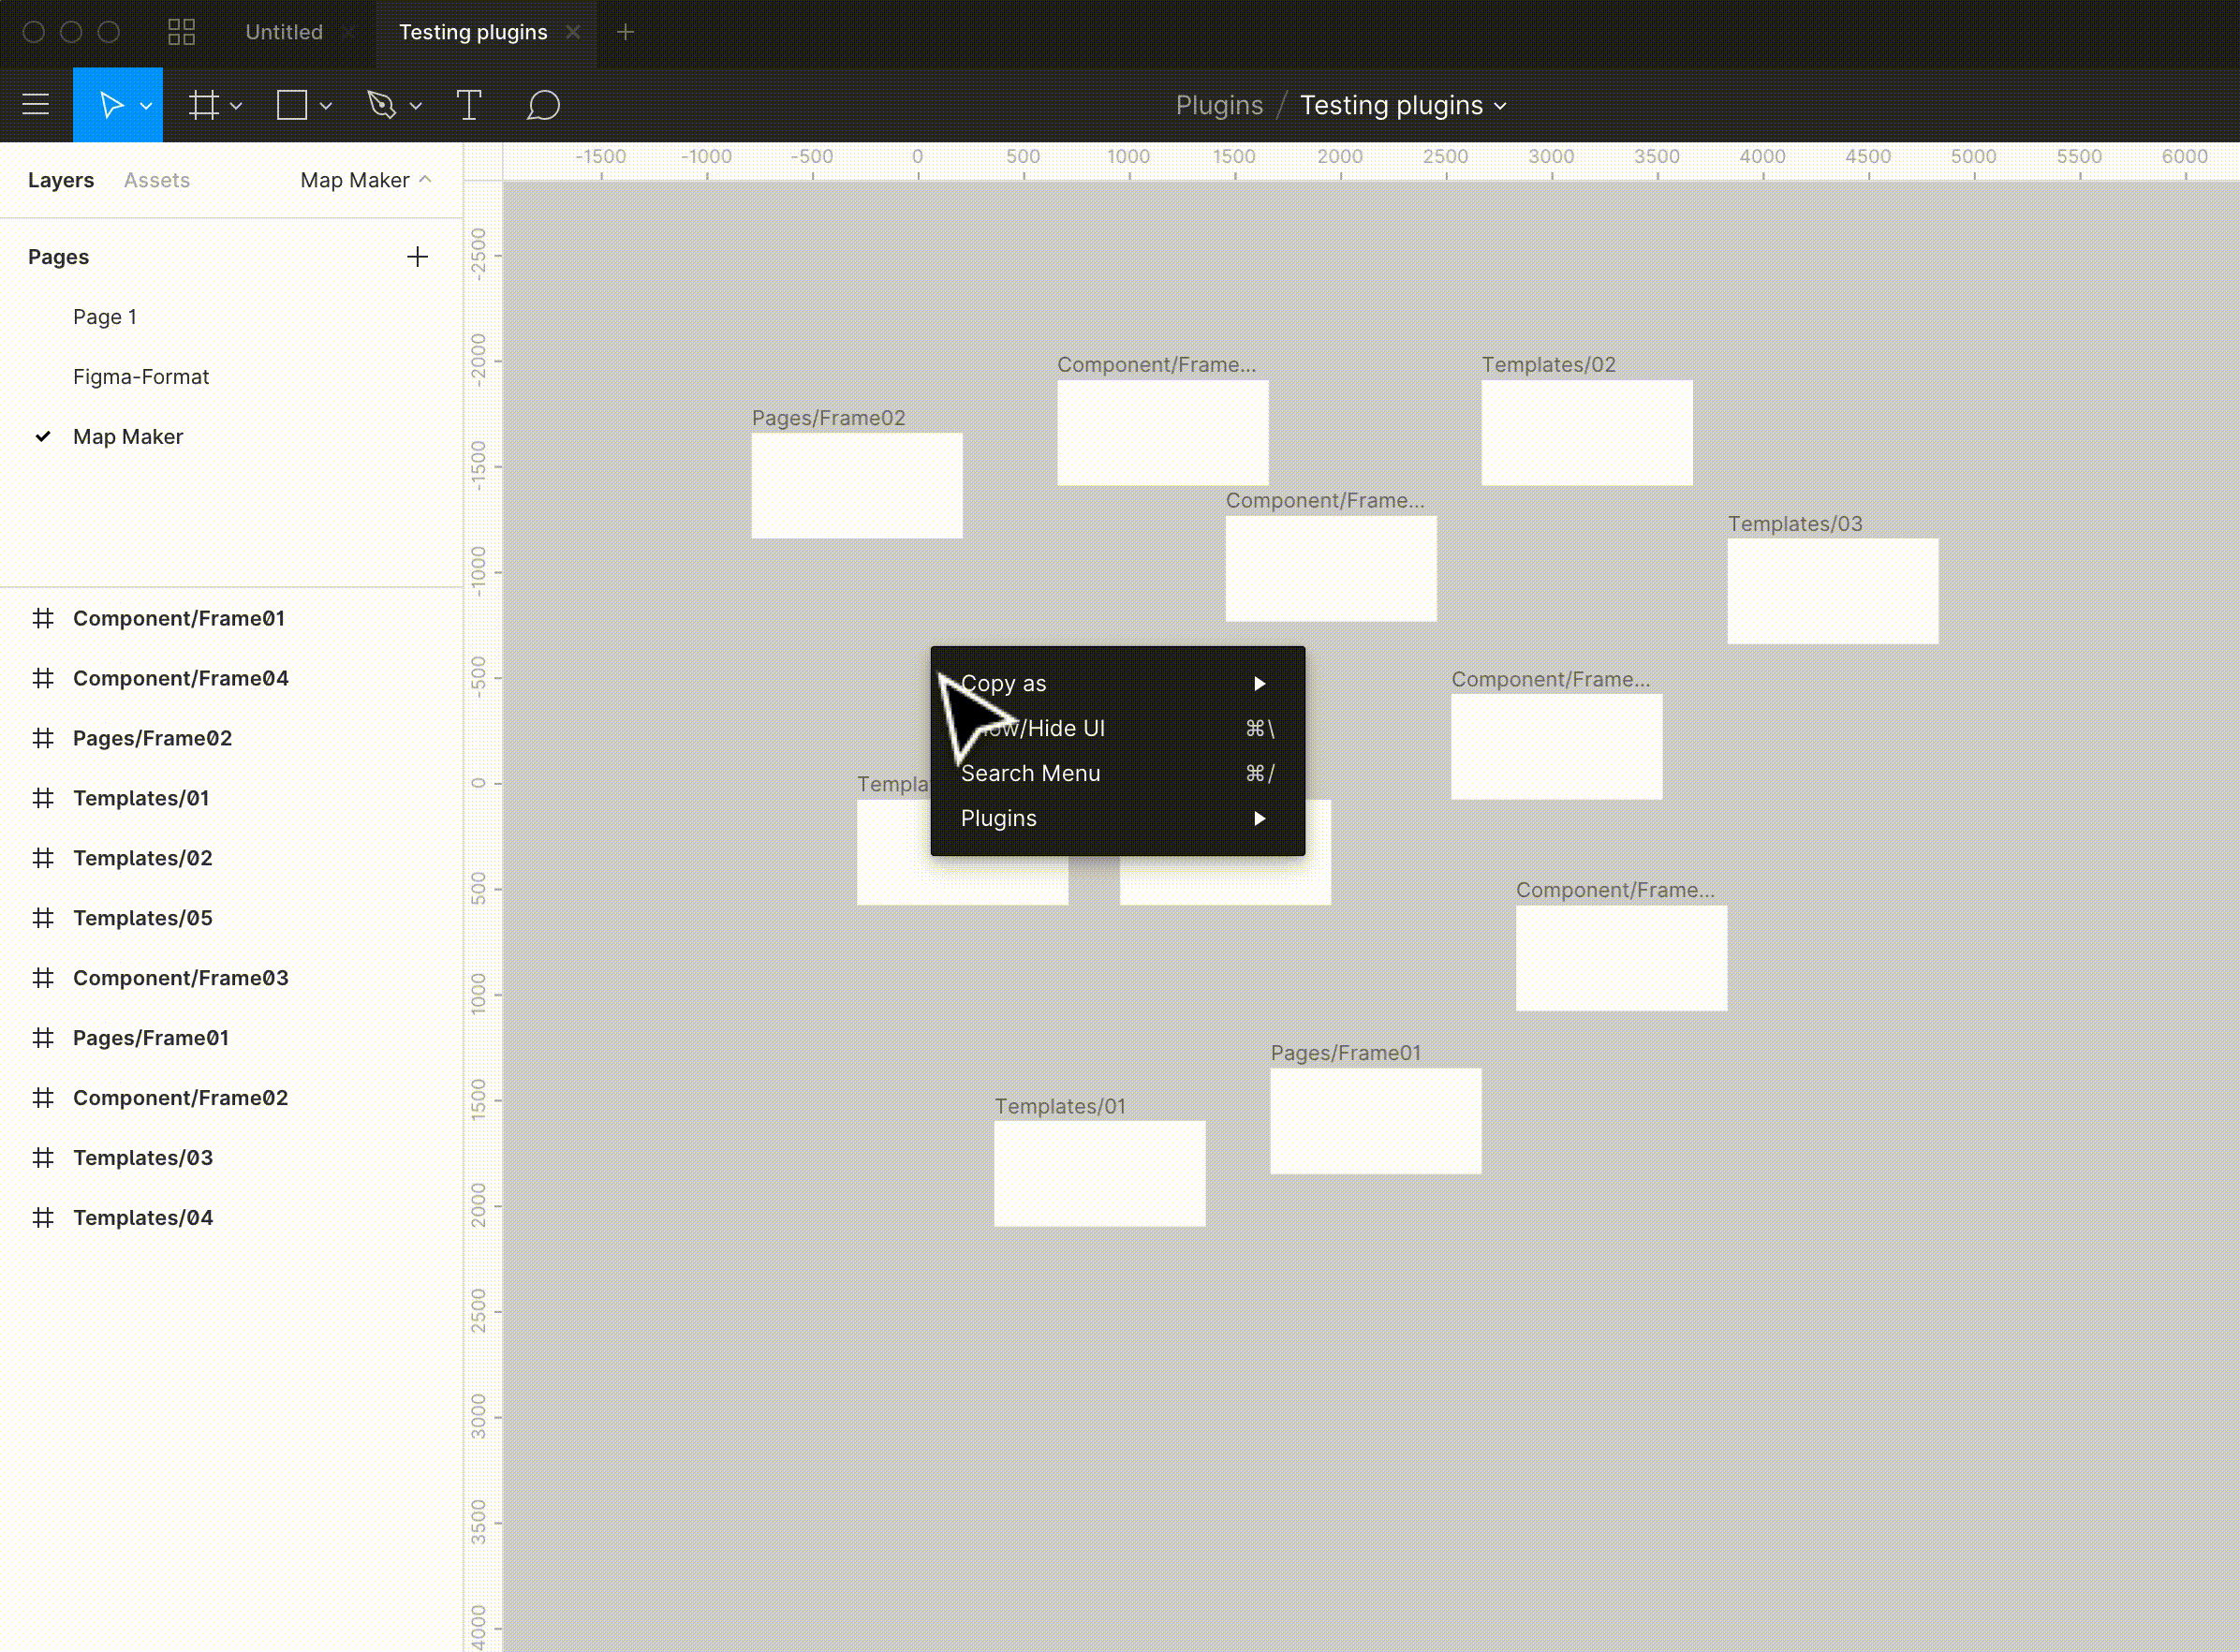 Untitled
Testing plugins
Plugins / Testing plugins
Layers
Assets
Map Maker
Pages
Page 1
Figma-Format
Map Maker
Component/Frame01
Component/Frame04
Pages/Frame02
Templates/01
Templates/02
Templates/05
Component/Frame03
Pages/Frame01
Component/Frame02
Templates/03
Templates/04
-1500 -1000 -500 0 500 1000 1500 2000 2500 3000 3500 4000 4500 5000 5500 6000
-2500
-2000
-1500
-1000
-500
0
500
1000
1500
2000
2500
3000
3500
4000
Component/Frame...
Templates/02
Pages/Frame02
Component/Frame...
Templates/03
Component/Frame...
Copy as
/Hide UI ⌘\
Search Menu ⌘/
Plugins
Component/Frame...
Pages/Frame01
Templates/01